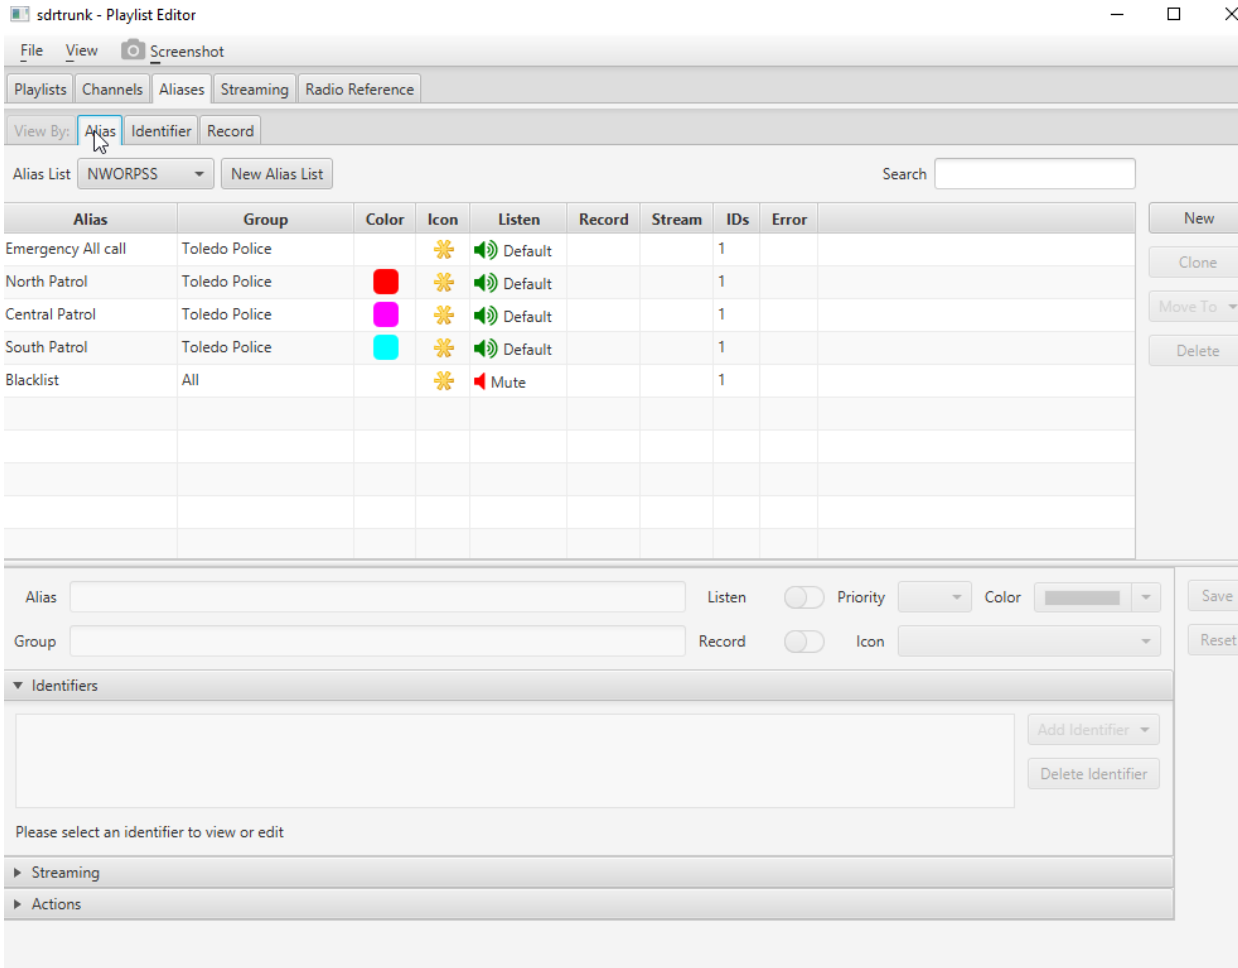 sdrtrunk - Playlist Editor
File View Screenshot
Playlists Channels Aliases Streaming Radio Reference
View By: Alias Identifier Record
Alias List NWORPSS New Alias List Search
Alias Group Color Icon Listen Record Stream IDs Error New
Emergency All call Toledo Police Default 1
Clone
North Patrol Toledo Police Default 1
Move To
Central Patrol Toledo Police Default 1
South Patrol Toledo Police Default 1
Delete
Blacklist All Mute 1
Alias Listen Priority Color Save
Group Record Icon Reset
Identifiers
Add Identifier
Delete Identifier
Please select an identifier to view or edit
Streaming
Actions